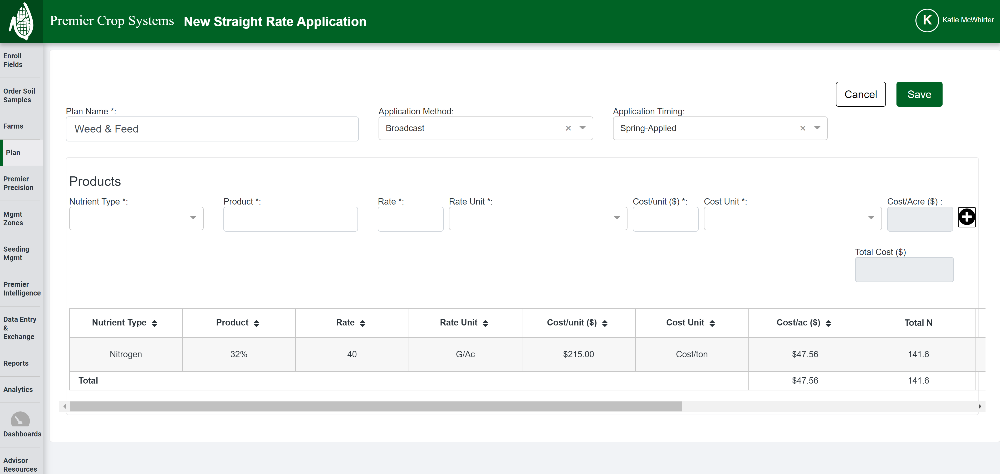 Premier Crop Systems New Straight Rate Application
K Katie McWhirter
Enroll
Fields
Order Soil
Samples
Farms
Plan
Premier
Precision
Mgmt
Zones
Seeding
Mgmt
Premier
Intelligence
Data Entry
&
Exchange
Reports
Analytics
Dashboards
Advisor
Resources
Cancel Save
Plan Name *: Application Method: Application Timing:
Weed & Feed Broadcast × Spring-Applied ×
Products
Nutrient Type *: Product *: Rate *: Rate Unit *: Cost/unit ($) *: Cost Unit *: Cost/Acre ($) :
Total Cost ($)
Nutrient Type Product Rate Rate Unit Cost/unit ($) Cost Unit Cost/ac ($) Total N
Nitrogen 32% 40 G/Ac $215.00 Cost/ton $47.56 141.6
Total $47.56 141.6